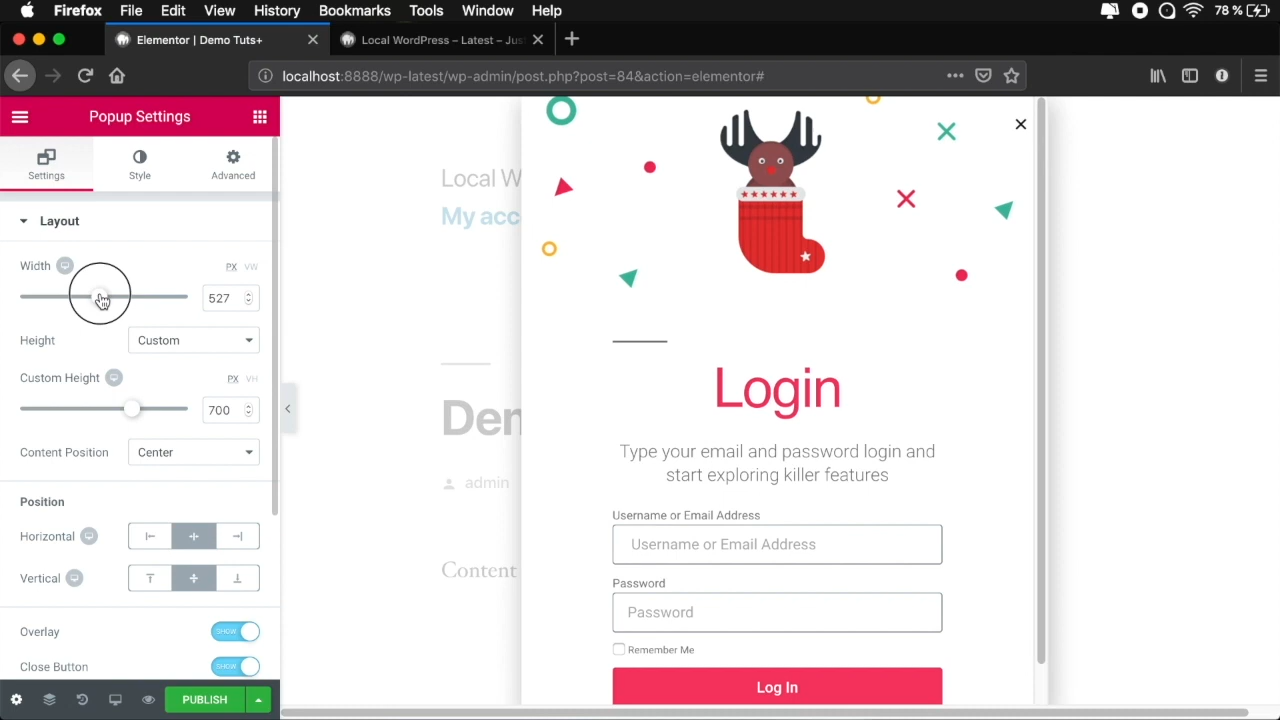 Firefox File Edit View History Bookmarks Tools Window Help 78 %
Elementor | Demo Tuts+ Local WordPress – Latest – Jus
localhost:8888/wp-latest/wp-admin/post.php?post=84&action=elementor#
Popup Settings
Settings Style Advanced
Layout
Width PX VW
527
Height Custom
Custom Height PX VH
700
Content Position Center
Position
Horizontal
Vertical
Overlay SHOW
Close Button SHOW
PUBLISH
Local W
My acc
Dem
admin
Content
Login
Type your email and password login and
start exploring killer features
Username or Email Address
Username or Email Address
Password
Password
Remember Me
Log In